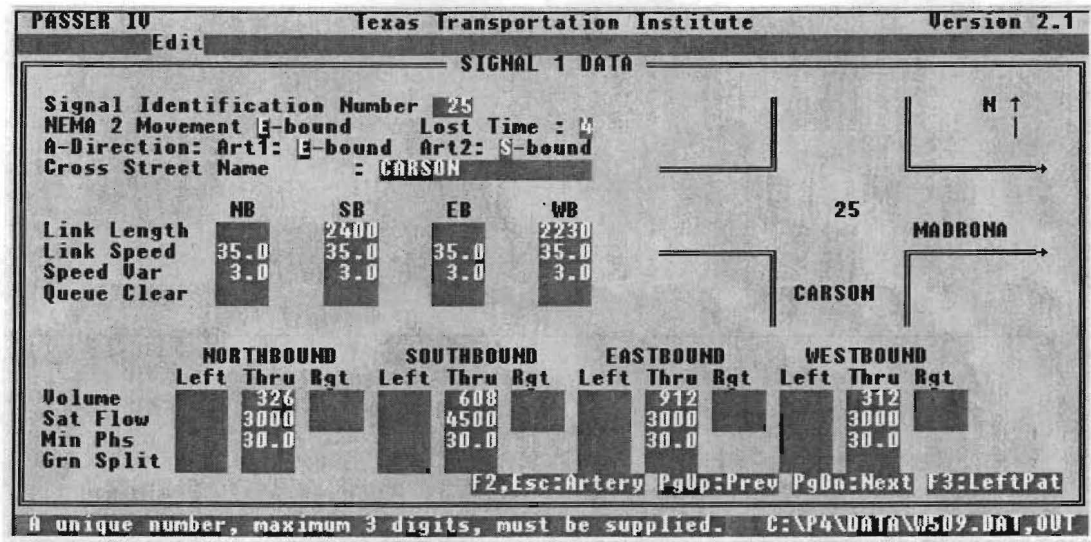 PASSER IV Texas Transportation Institute Version 2.1
Edit
SIGNAL 1 DATA
Signal Identification Number 25
NEMA 2 Movement E-bound Lost Time : 4
A-Direction: Art1: E-bound Art2: S-bound
Cross Street Name : CARSON
N ↑
NB SB EB WB
Link Length 2400 2230
Link Speed 35.0 35.0 35.0 35.0
Speed Var 3.0 3.0 3.0 3.0
Queue Clear
25
MADRONA
CARSON
NORTHBOUND SOUTHBOUND EASTBOUND WESTBOUND
Left Thru Rgt Left Thru Rgt Left Thru Rgt Left Thru Rgt
Volume 326 608 912 312
Sat Flow 3000 4500 3000 3000
Min Phs 30.0 30.0 30.0 30.0
Grn Split
F2,Esc:Artery PgUp:Prev PgDn:Next F3:LeftPat
A unique number, maximum 3 digits, must be supplied. C:\P4\DATA\W509.DAT,OUT